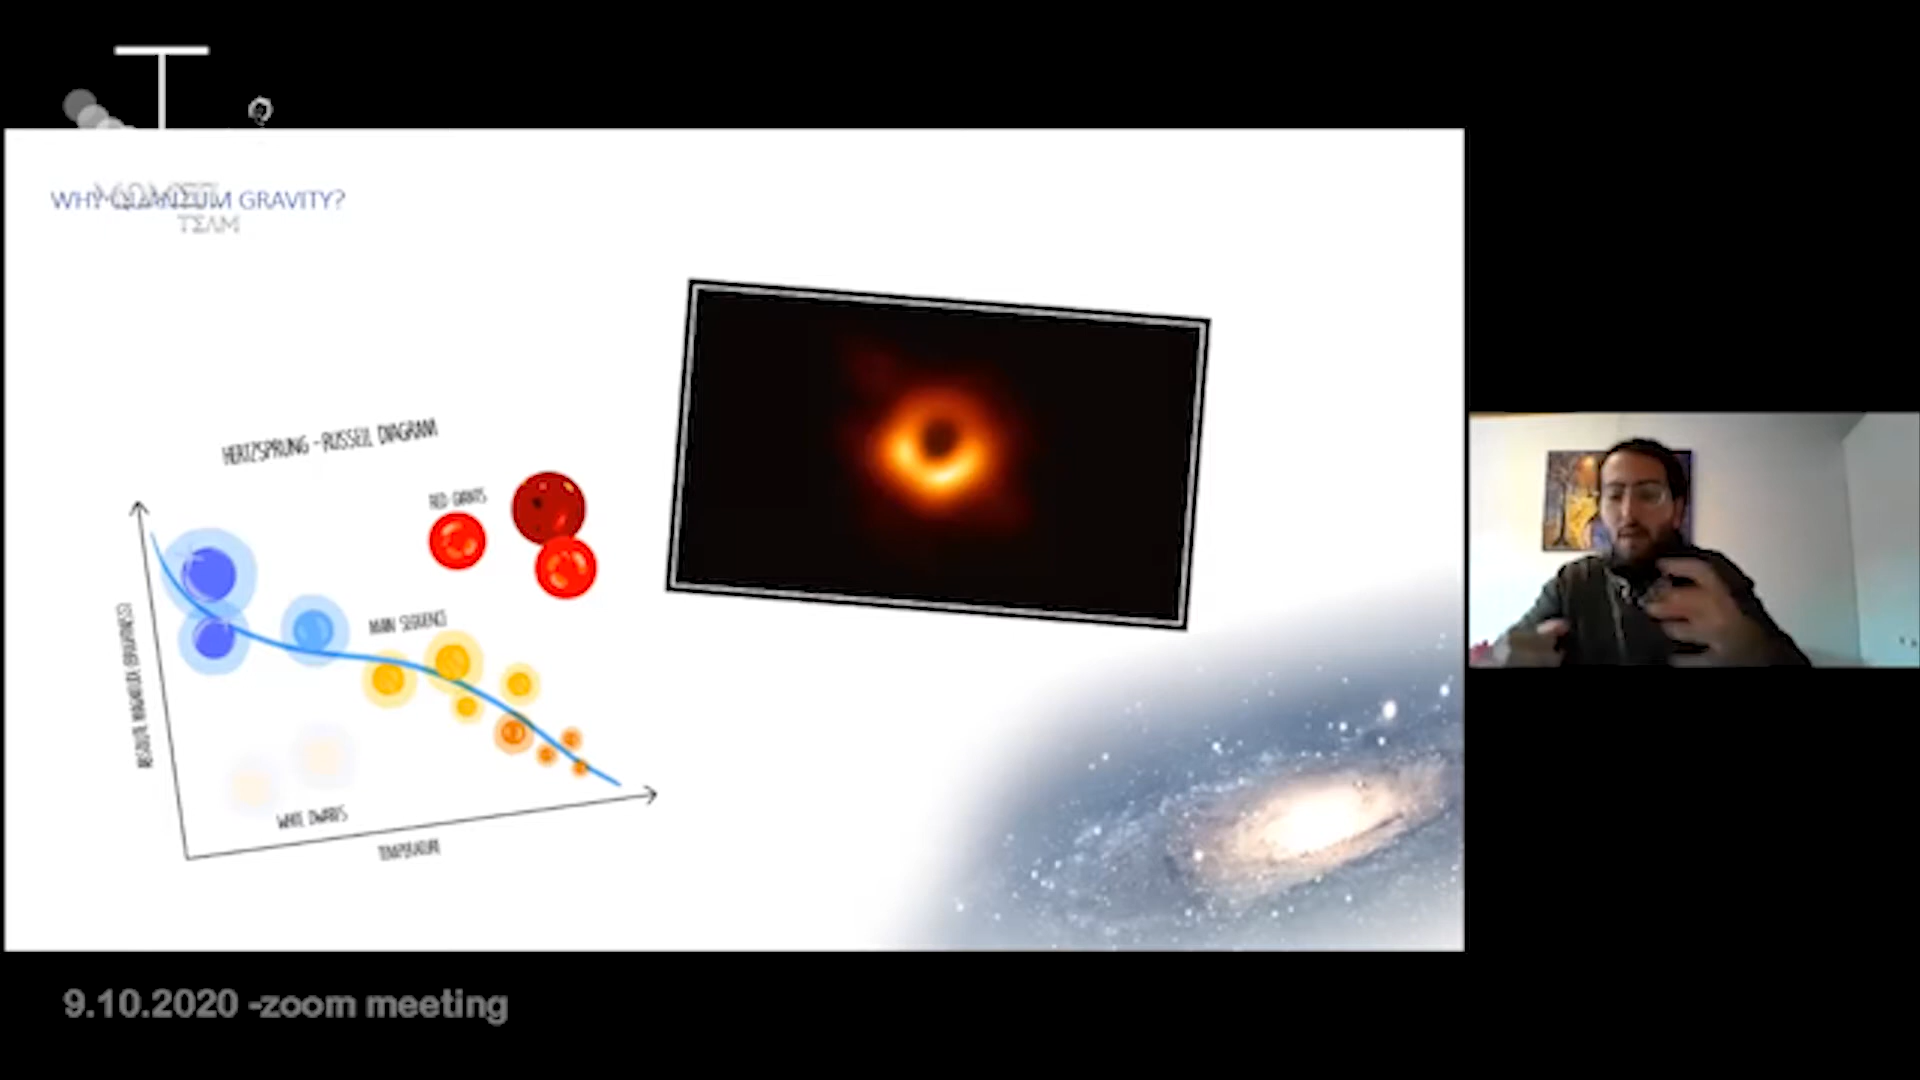 WHY QUANTUM GRAVITY?
TΣΛM
HERTZSPRUNG - RUSSELL DIAGRAM
RED GIANTS
MAIN SEQUENCE
ABSOLUTE MAGNITUDE (BRIGHTNESS)
WHITE DWARFS
TEMPERATURE
9.10.2020 -zoom meeting